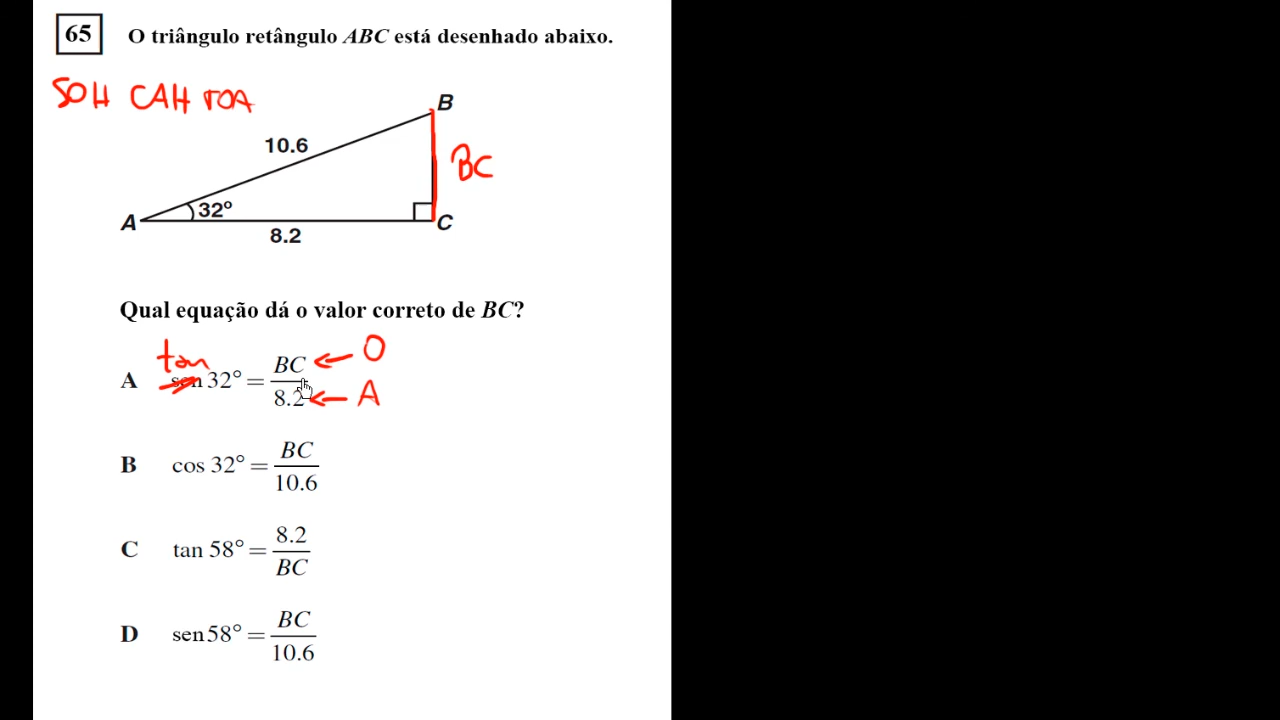 65 O triângulo retângulo ABC está desenhado abaixo.
SOH CAH TOA
B
10.6
BC
32°
A
C
8.2
Qual equação dá o valor correto de BC?
tan
O
A sen 32° = BC / 8.2
A
B cos 32° = BC / 10.6
C tan 58° = 8.2 / BC
D sen 58° = BC / 10.6